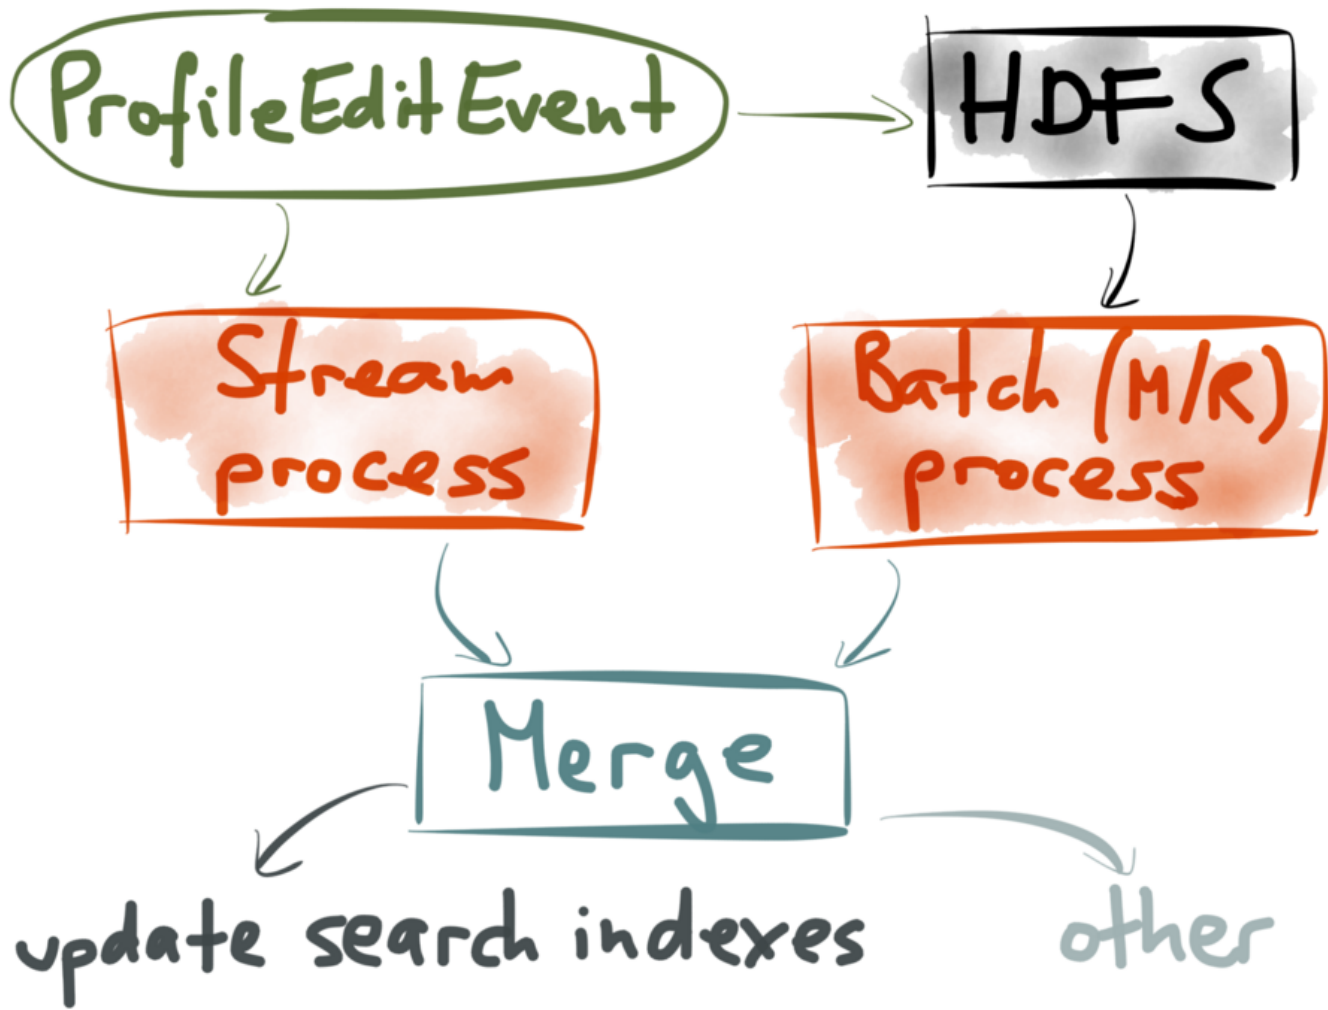 ProfileEditEvent
HDFS
Stream
process
Batch (M/R)
process
Merge
update search indexes
other